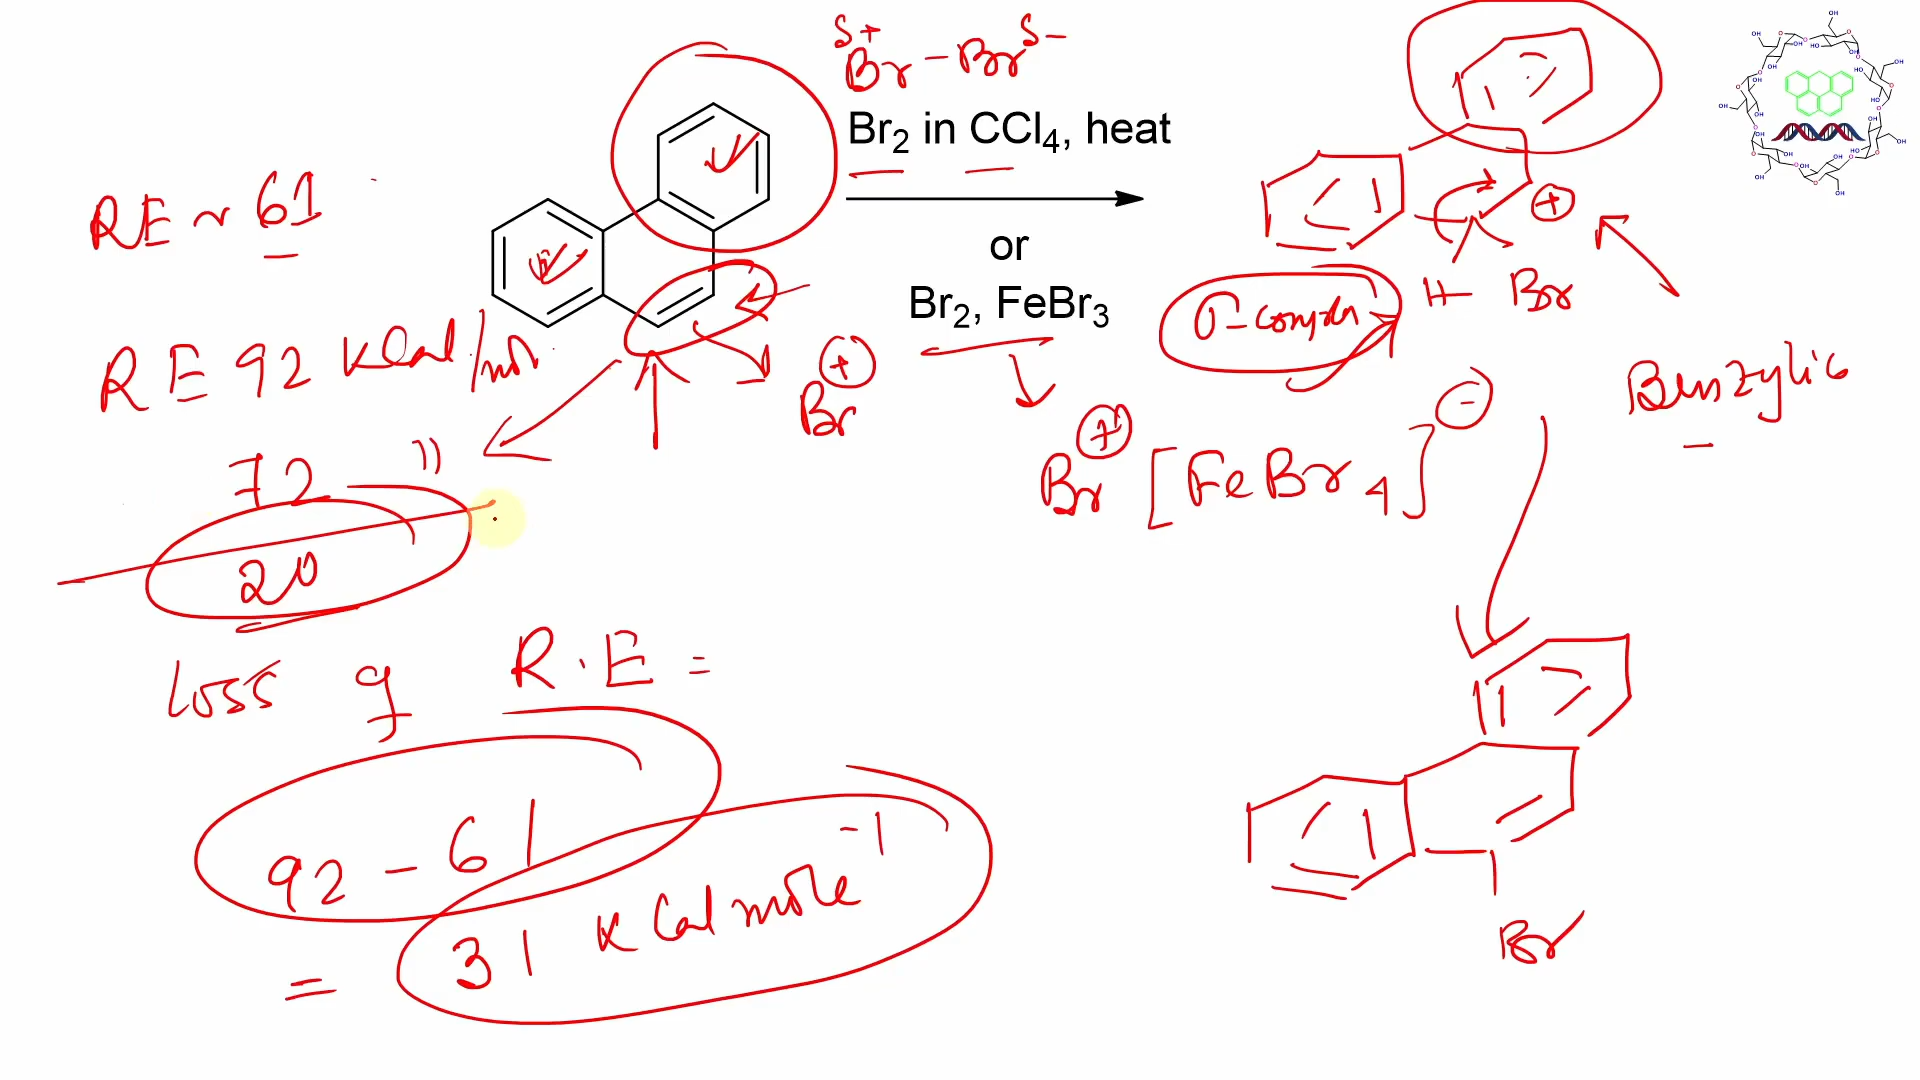 δ+ δ−
Br–Br
Br2 in CCl4, heat
or
Br2, FeBr3
RE ~ 61
RE 92 kcal/mol
72 "
20
Loss of R.E =
92 – 61
= 31 K Cal mole-1
+
Br
+ −
Br [FeBr4]
+
H Br
σ-complex
Benzylic
Br